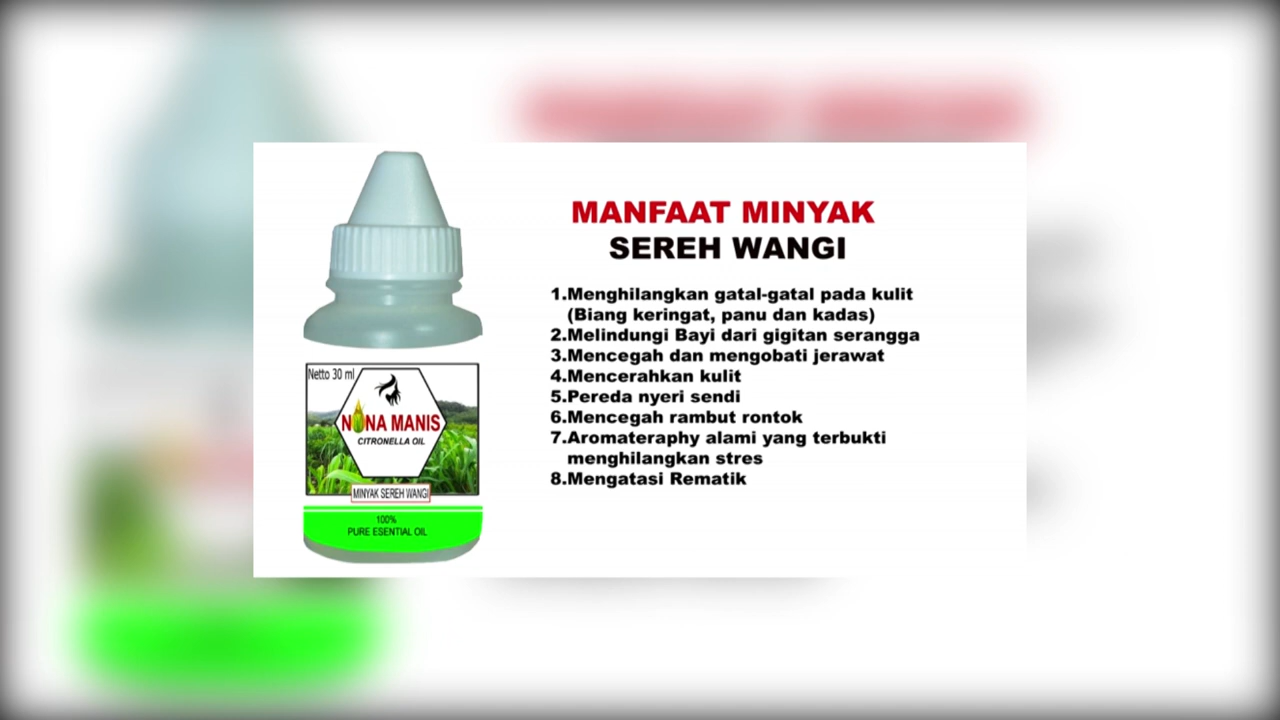 MANFAAT MINYAK
SEREH WANGI
1.Menghilangkan gatal-gatal pada kulit
(Biang keringat, panu dan kadas)
2.Melindungi Bayi dari gigitan serangga
3.Mencegah dan mengobati jerawat
4.Mencerahkan kulit
5.Pereda nyeri sendi
6.Mencegah rambut rontok
7.Aromateraphy alami yang terbukti
menghilangkan stres
8.Mengatasi Rematik
Netto 30 ml
NONA MANIS
CITRONELLA OIL
MINYAK SEREH WANGI
100%
PURE ESENTIAL OIL